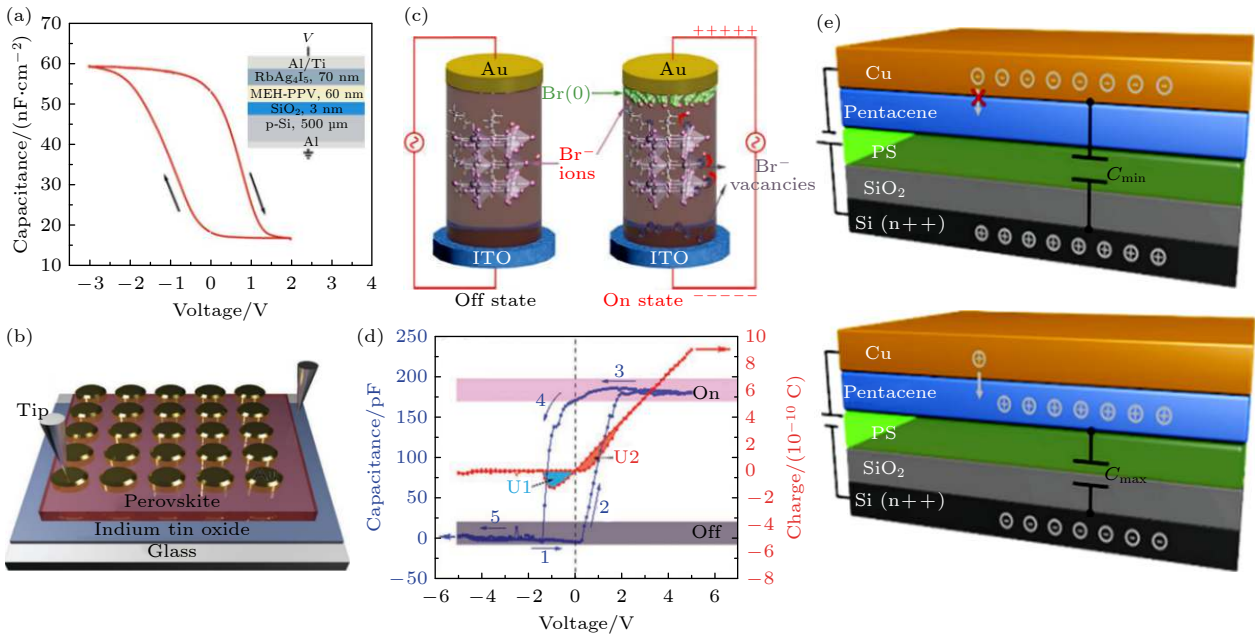 (a)
Capacitance/(nF·cm⁻²)
70
60
50
40
30
20
10
−3 −2 −1 0 1 2 3 4
Voltage/V
V
Al/Ti
RbAg₄I₅, 70 nm
MEH-PPV, 60 nm
SiO₂, 3 nm
p-Si, 500 μm
Al
(b)
Tip
Perovskite
Indium tin oxide
Glass
(c)
+++++
Au
Au
Br(0)
Br⁻
ions
Br⁻
vacancies
ITO
ITO
Off state
On state
−−−−−
(d)
Capacitance/pF
250
200
150
100
50
0
−50
−6 −4 −2 0 2 4 6
Voltage/V
10
8
6
4
2
0
−2
−4
−6
−8
Charge/(10⁻¹⁰ C)
3
On
4
U2
U1
2
5
Off
1
(e)
Cu
Pentacene
PS
SiO₂
Si (n++)
Cmin
Cu
Pentacene
PS
SiO₂
Si (n++)
Cmax